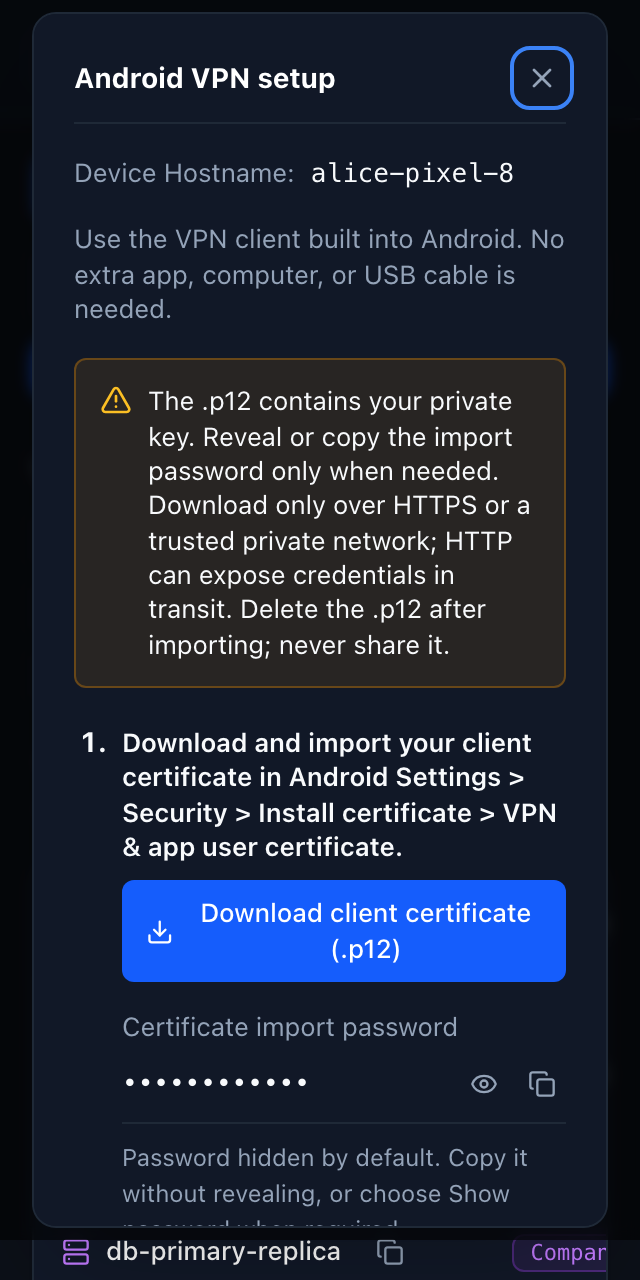 Android VPN setup
Device Hostname: alice-pixel-8
Use the VPN client built into Android. No
extra app, computer, or USB cable is
needed.
The .p12 contains your private
key. Reveal or copy the import
password only when needed.
Download only over HTTPS or a
trusted private network; HTTP
can expose credentials in
transit. Delete the .p12 after
importing; never share it.
1. Download and import your client
certificate in Android Settings >
Security > Install certificate > VPN
& app user certificate.
Download client certificate
(.p12)
Certificate import password
••••••••••••
Password hidden by default. Copy it
without revealing, or choose Show
password when required
db-primary-replica
Compar